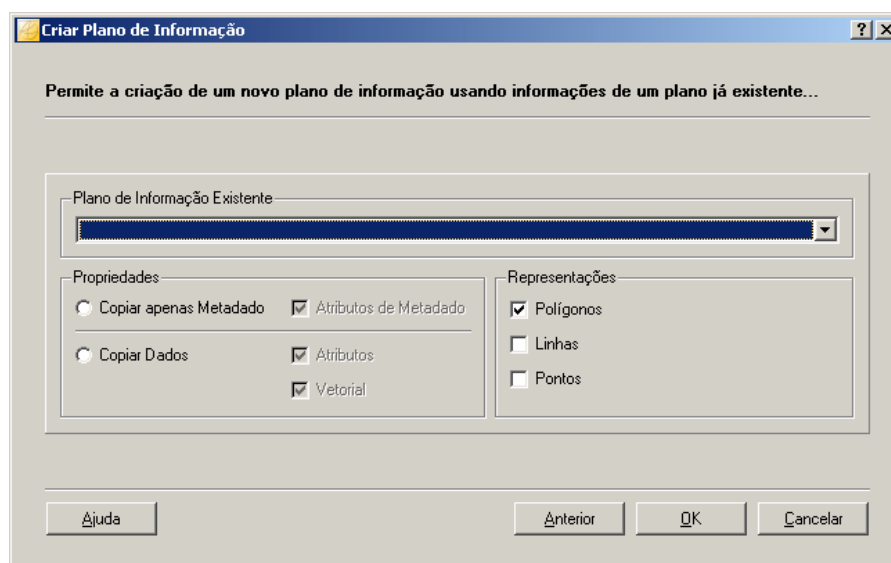 Criar Plano de Informação
Permite a criação de um novo plano de informação usando informações de um plano já existente...
Plano de Informação Existente
Propriedades
Copiar apenas Metadado
Atributos de Metadado
Copiar Dados
Atributos
Vetorial
Representações
Polígonos
Linhas
Pontos
Ajuda
Anterior
OK
Cancelar